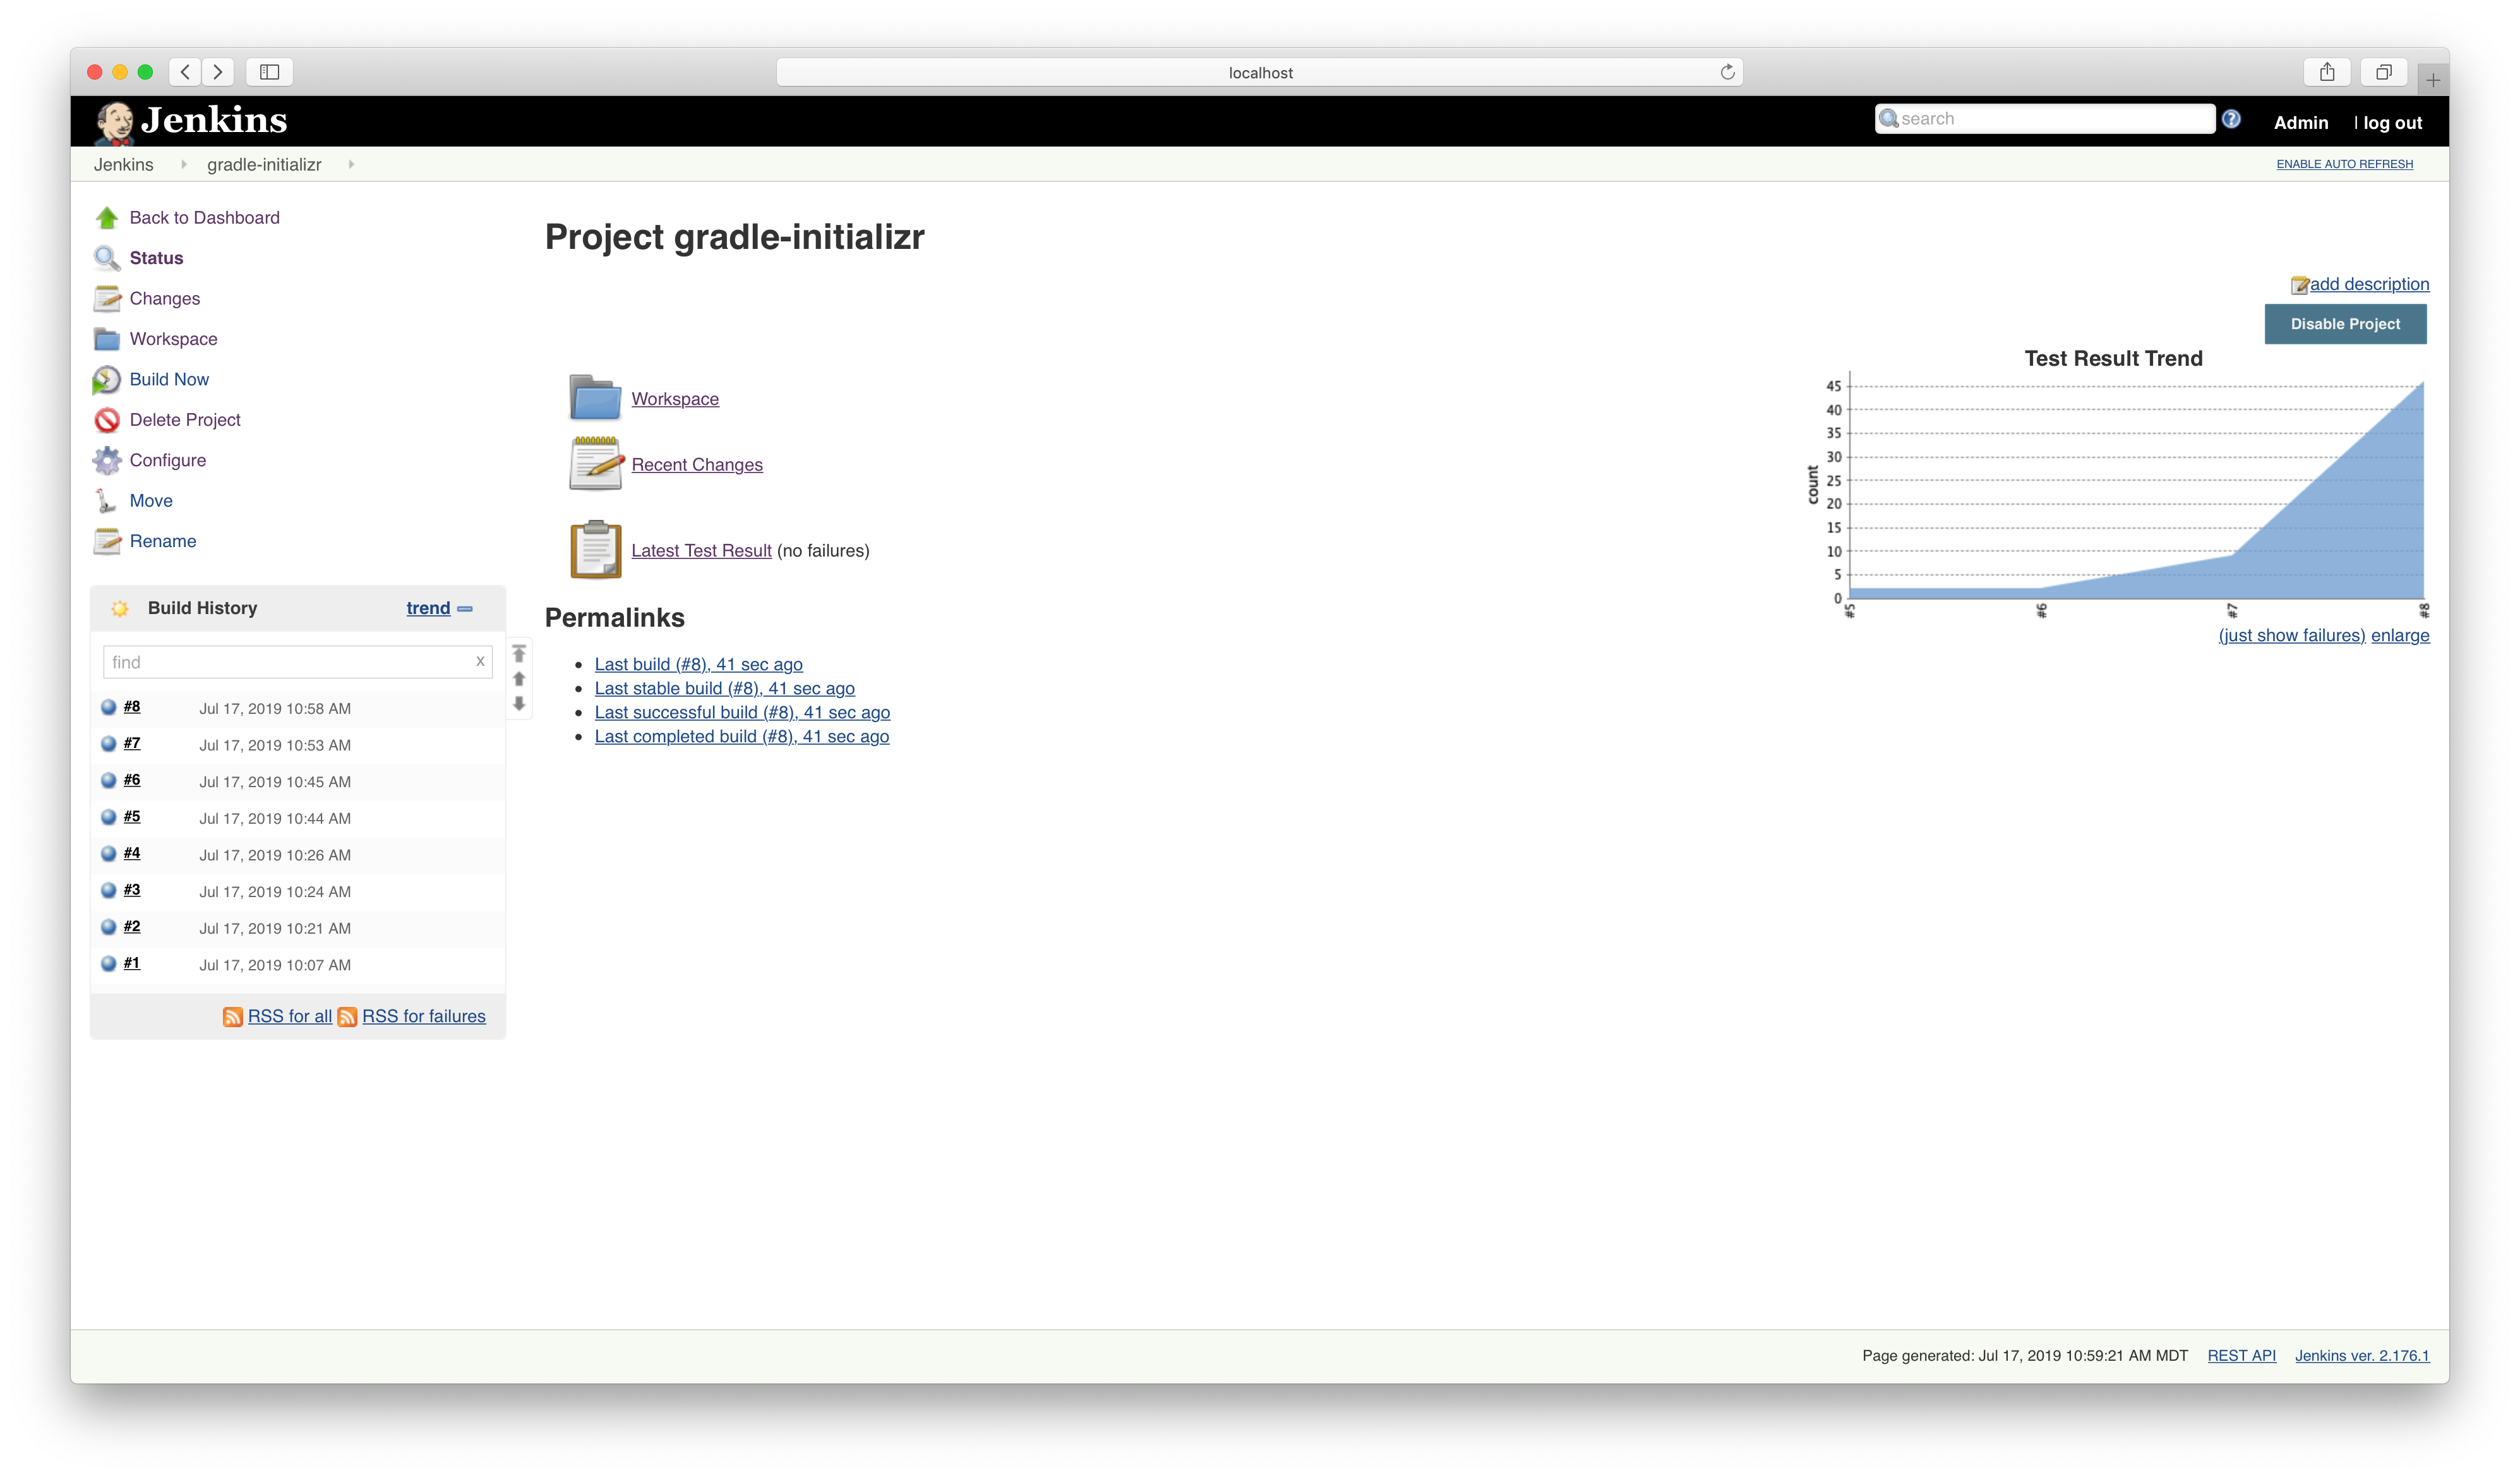 localhost
Jenkins
search
Admin
| log out
Jenkins
gradle-initializr
ENABLE AUTO REFRESH
Back to Dashboard
Status
Changes
Workspace
Build Now
Delete Project
Configure
Move
Rename
Build History
trend
find
x
#8 Jul 17, 2019 10:58 AM
#7 Jul 17, 2019 10:53 AM
#6 Jul 17, 2019 10:45 AM
#5 Jul 17, 2019 10:44 AM
#4 Jul 17, 2019 10:26 AM
#3 Jul 17, 2019 10:24 AM
#2 Jul 17, 2019 10:21 AM
#1 Jul 17, 2019 10:07 AM
RSS for all RSS for failures
Project gradle-initializr
add description
Disable Project
Workspace
Recent Changes
Latest Test Result (no failures)
Permalinks
Last build (#8), 41 sec ago
Last stable build (#8), 41 sec ago
Last successful build (#8), 41 sec ago
Last completed build (#8), 41 sec ago
Test Result Trend
45
40
35
30
25
20
15
10
5
0
count
#5
#6
#7
#8
(just show failures) enlarge
Page generated: Jul 17, 2019 10:59:21 AM MDT REST API Jenkins ver. 2.176.1